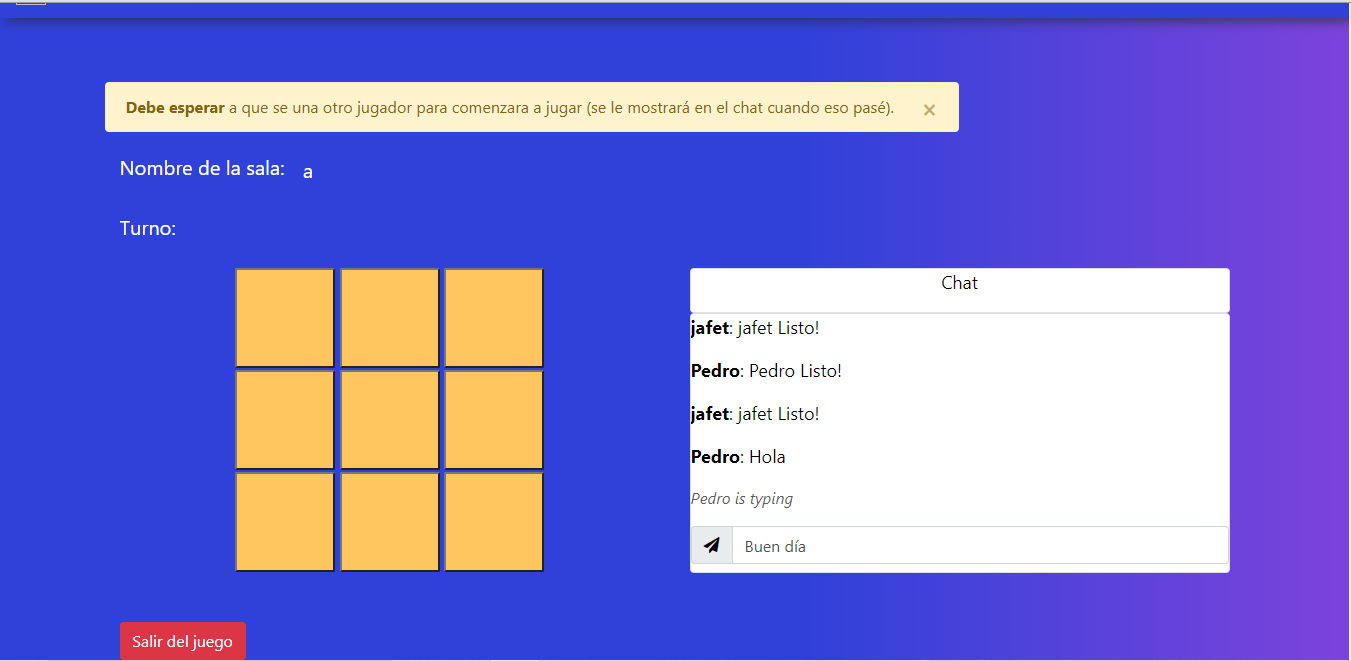 Debe esperar a que se una otro jugador para comenzara a jugar (se le mostrará en el chat cuando eso pasé). ×
Nombre de la sala: a
Turno:
Chat
jafet: jafet Listo!
Pedro: Pedro Listo!
jafet: jafet Listo!
Pedro: Hola
Pedro is typing
Buen día
Salir del juego